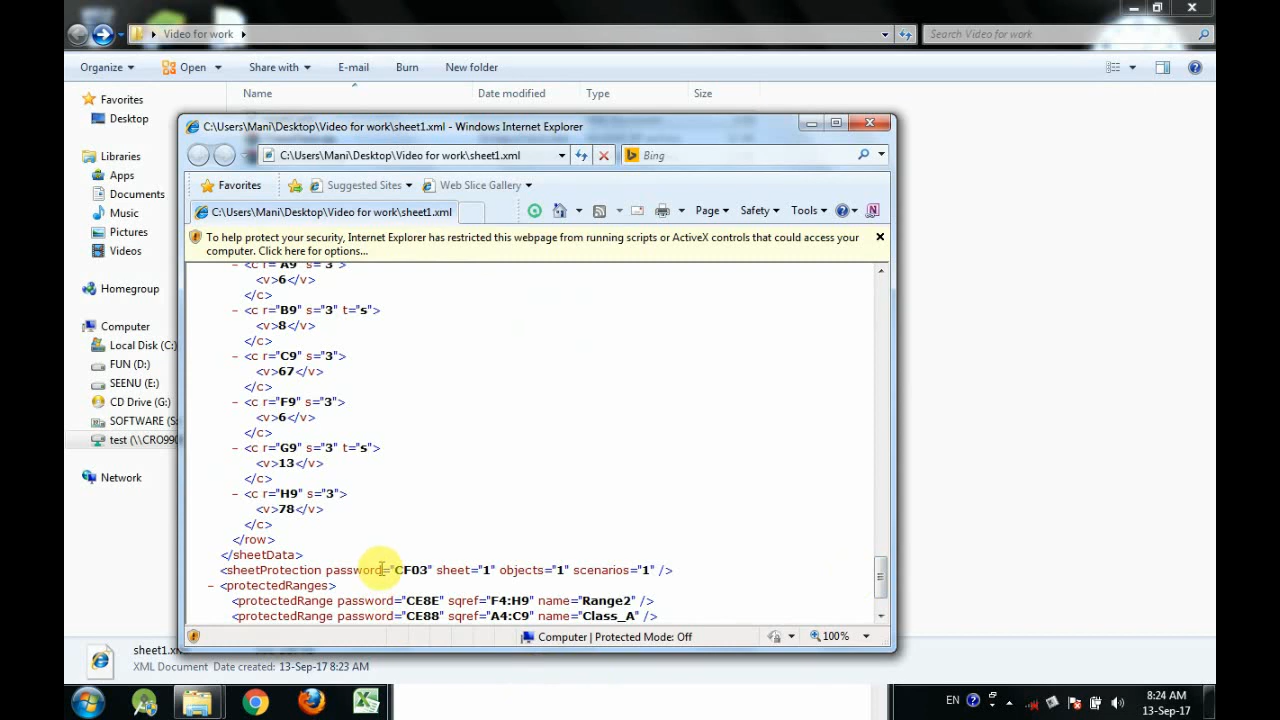 Video for work
Search Video for work
Organize Open Share with E-mail Burn New folder
Favorites
Desktop
Libraries
Apps
Documents
Music
Pictures
Videos
Homegroup
Computer
Local Disk (C:)
FUN (D:)
SEENU (E:)
CD Drive (G:)
SOFTWARE (S:
test (\\CRO990
Network
Name Date modified Type Size
C:\Users\Mani\Desktop\Video for work\sheet1.xml - Windows Internet Explorer
C:\Users\Mani\Desktop\Video for work\sheet1.xml Bing
Favorites Suggested Sites Web Slice Gallery
C:\Users\Mani\Desktop\Video for work\sheet1.xml Page Safety Tools
To help protect your security, Internet Explorer has restricted this webpage from running scripts or ActiveX controls that could access your
computer. Click here for options...
- <c r="A9" s="3">
<v>6</v>
</c>
- <c r="B9" s="3" t="s">
<v>8</v>
</c>
- <c r="C9" s="3">
<v>67</v>
</c>
- <c r="F9" s="3">
<v>6</v>
</c>
- <c r="G9" s="3" t="s">
<v>13</v>
</c>
- <c r="H9" s="3">
<v>78</v>
</c>
</row>
</sheetData>
<sheetProtection password="CF03" sheet="1" objects="1" scenarios="1" />
- <protectedRanges>
<protectedRange password="CE8E" sqref="F4:H9" name="Range2" />
<protectedRange password="CE88" sqref="A4:C9" name="Class_A" />
Computer | Protected Mode: Off 100%
sheet1.xml
XML Document Date created: 13-Sep-17 8:23 AM
EN 8:24 AM
13-Sep-17